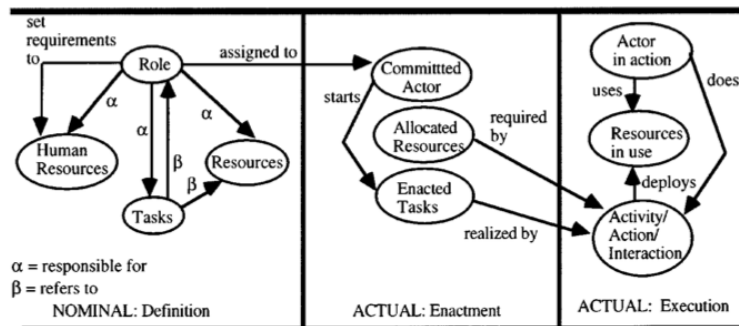 set
requirements
to
Role
α
α
α
β
β
Human
Resources
Resources
Tasks
α = responsible for
β = refers to
NOMINAL: Definition
assigned to
Committted
Actor
starts
Allocated
Resources
required
by
Enacted
Tasks
realized by
ACTUAL: Enactment
Actor
in action
uses
does
Resources
in use
deploys
Activity/
Action/
Interaction
ACTUAL: Execution